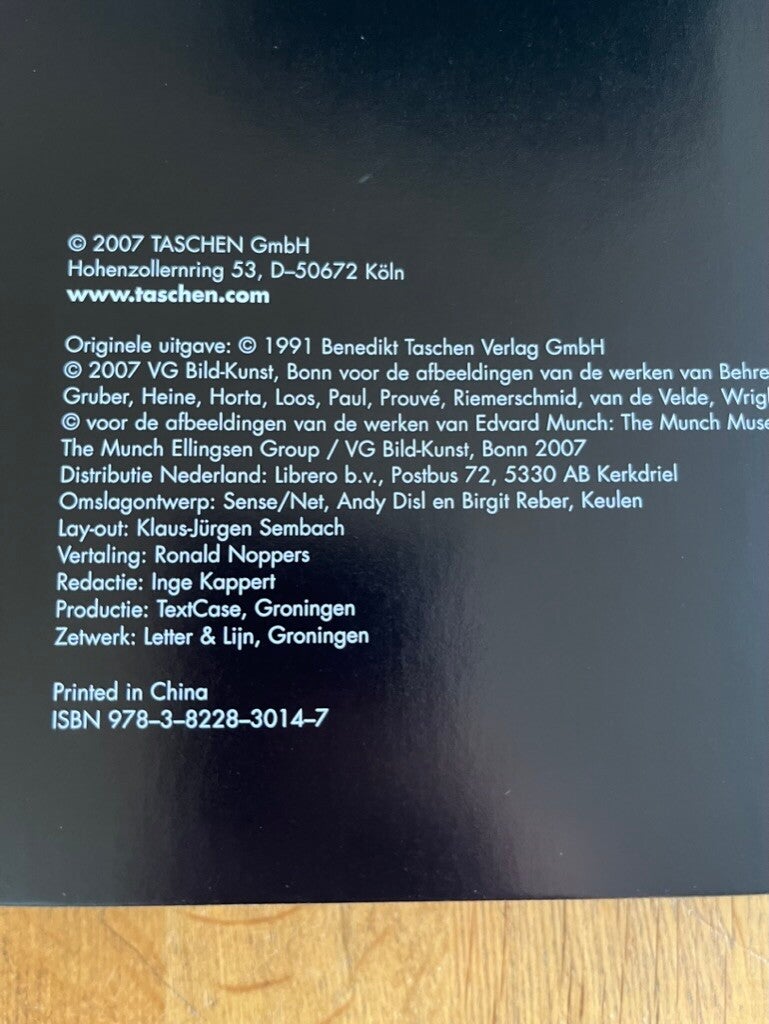 © 2007 TASCHEN GmbH
Hohenzollernring 53, D–50672 Köln
www.taschen.com
Originele uitgave: © 1991 Benedikt Taschen Verlag GmbH
© 2007 VG Bild-Kunst, Bonn voor de afbeeldingen van de werken van
Gruber, Heine, Horta, Loos, Paul, Prouvé, Riemerschmid, van de Velde,
© voor de afbeeldingen van de werken van Edvard Munch: The Munch
The Munch Ellingsen Group / VG Bild-Kunst, Bonn 2007
Distributie Nederland: Librero b.v., Postbus 72, 5330 AB Kerkdriel
Omslagontwerp: Sense/Net, Andy Disl en Birgit Reber, Keulen
Lay-out: Klaus-Jürgen Sembach
Vertaling: Ronald Noppers
Redactie: Inge Kappert
Productie: TextCase, Groningen
Zetwerk: Letter & Lijn, Groningen
Printed in China
ISBN 978–3–8228–3014–7